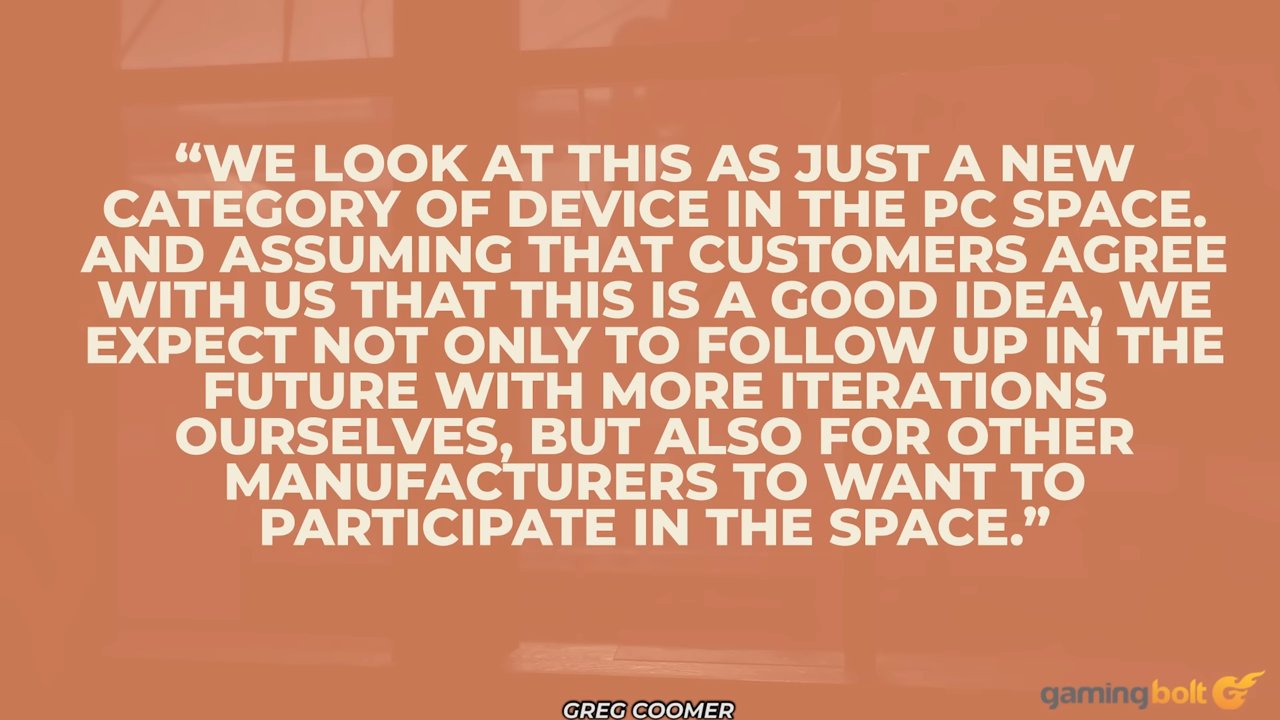 “WE LOOK AT THIS AS JUST A NEW
CATEGORY OF DEVICE IN THE PC SPACE.
AND ASSUMING THAT CUSTOMERS AGREE
WITH US THAT THIS IS A GOOD IDEA, WE
EXPECT NOT ONLY TO FOLLOW UP IN THE
FUTURE WITH MORE ITERATIONS
OURSELVES, BUT ALSO FOR OTHER
MANUFACTURERS TO WANT TO
PARTICIPATE IN THE SPACE.”
gamingbolt
GREG COOMER